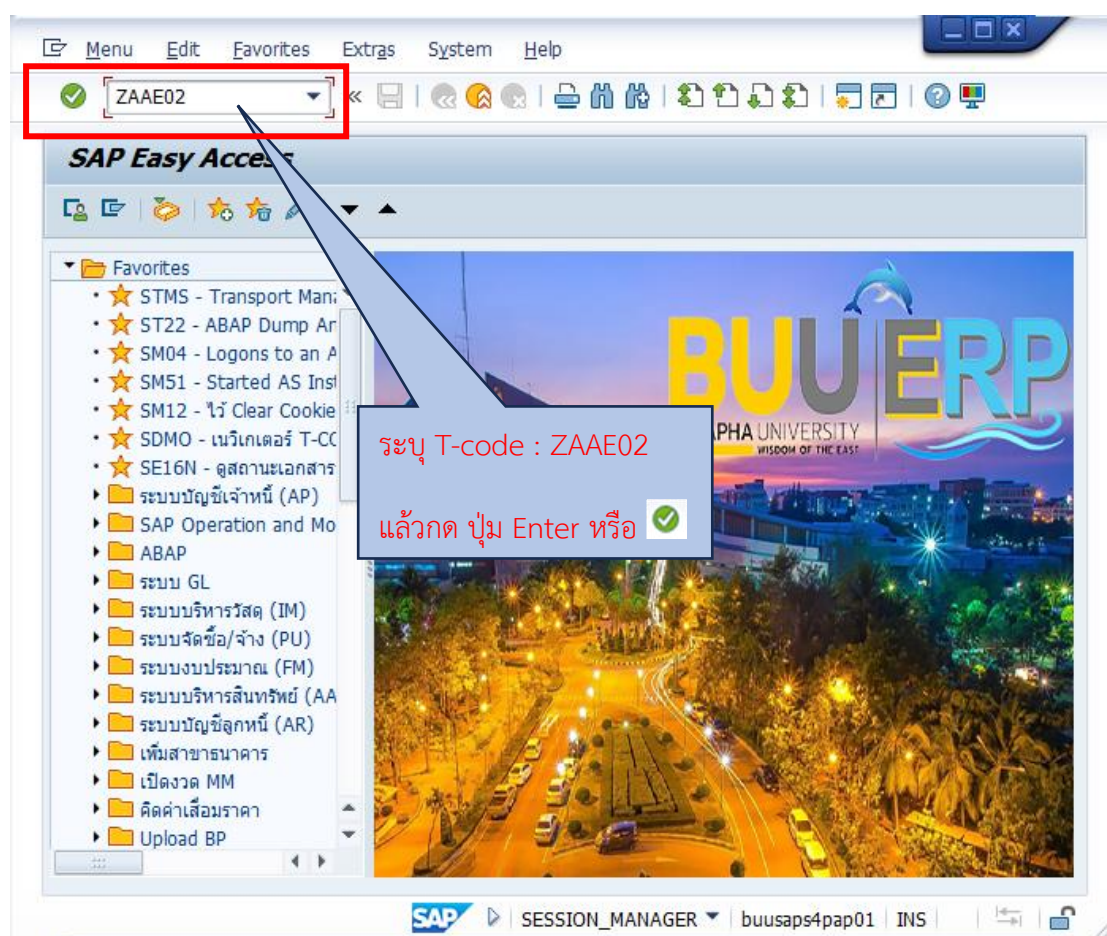 Menu Edit Favorites Extras System Help
ZAAE02
SAP Easy Access
Favorites
STMS - Transport Mana
ST22 - ABAP Dump An
SM04 - Logons to an A
SM51 - Started AS Inst
SM12 - ไว้ Clear Cookie
SDMO - เนวิเกเตอร์ T-CO
SE16N - ดูสถานะเอกสาร
ระบบบัญชีเจ้าหนี้ (AP)
SAP Operation and Mo
ABAP
ระบบ GL
ระบบบริหารวัสดุ (IM)
ระบบจัดซื้อ/จ้าง (PU)
ระบบงบประมาณ (FM)
ระบบบริหารสินทรัพย์ (AA
ระบบบัญชีลูกหนี้ (AR)
เพิ่มสาขาธนาคาร
เปิดงวด MM
คิดค่าเสื่อมราคา
Upload BP
BUU ERP
APHA UNIVERSITY
WISDOM OF THE EAST
ระบุ T-code : ZAAE02
แล้วกด ปุ่ม Enter หรือ
SAP SESSION_MANAGER buusaps4pap01 INS